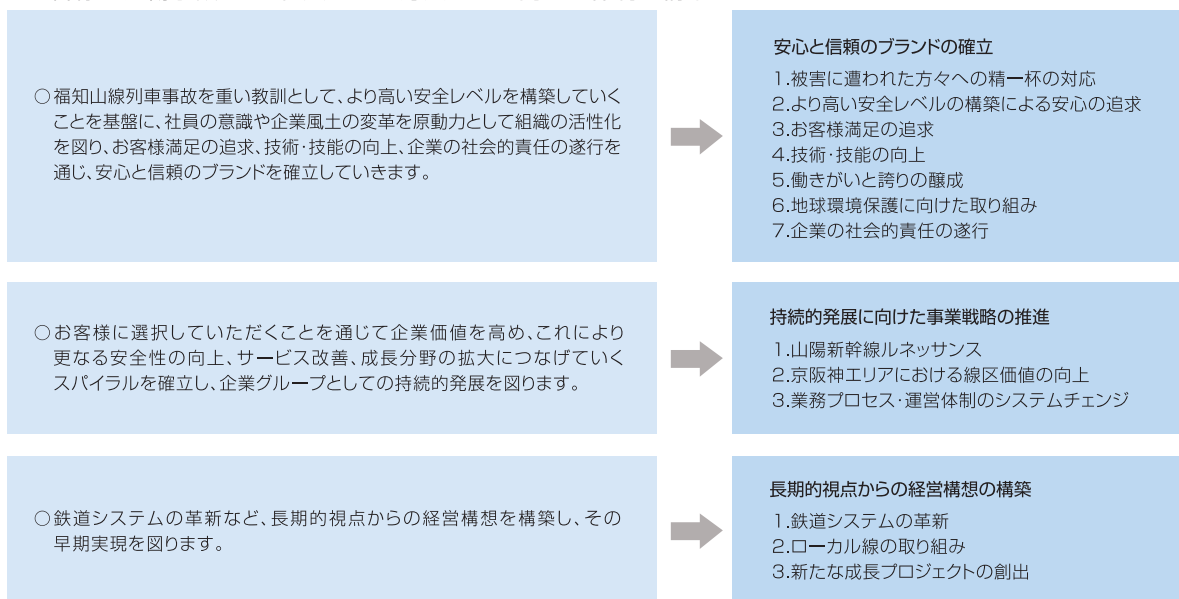 ○福知山線列車事故を重い教訓として、より高い安全レベルを構築していく
ことを基盤に、社員の意識や企業風土の変革を原動力として組織の活性化
を図り、お客様満足の追求、技術・技能の向上、企業の社会的責任の遂行を
通じ、安心と信頼のブランドを確立していきます。
安心と信頼のブランドの確立
1.被害に遭われた方々への精一杯の対応
2.より高い安全レベルの構築による安心の追求
3.お客様満足の追求
4.技術・技能の向上
5.働きがいと誇りの醸成
6.地球環境保護に向けた取り組み
7.企業の社会的責任の遂行
○お客様に選択していただくことを通じて企業価値を高め、これにより
更なる安全性の向上、サービス改善、成長分野の拡大につなげていく
スパイラルを確立し、企業グループとしての持続的発展を図ります。
持続的発展に向けた事業戦略の推進
1.山陽新幹線ルネッサンス
2.京阪神エリアにおける線区価値の向上
3.業務プロセス・運営体制のシステムチェンジ
○鉄道システムの革新など、長期的視点からの経営構想を構築し、その
早期実現を図ります。
長期的視点からの経営構想の構築
1.鉄道システムの革新
2.ローカル線の取り組み
3.新たな成長プロジェクトの創出